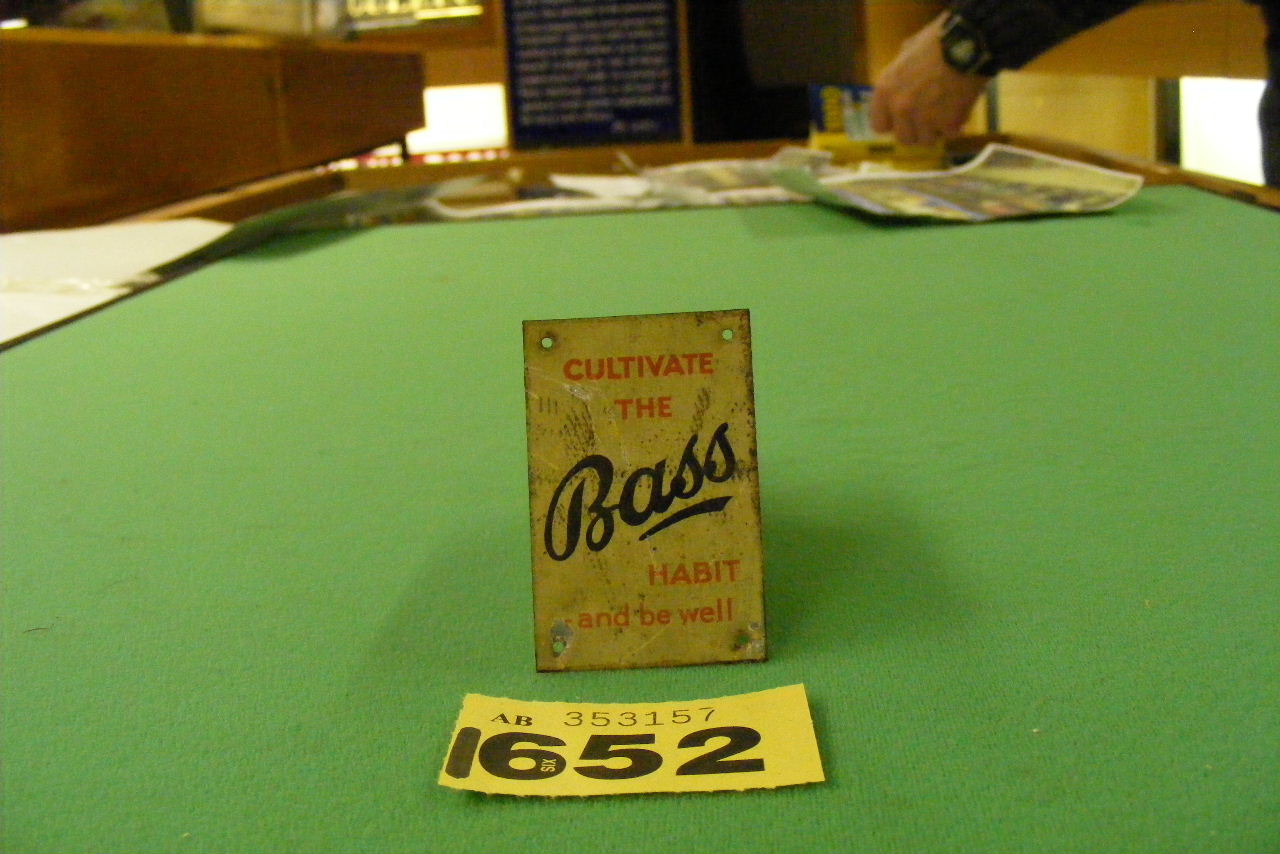 CULTIVATE
THE
Bass
HABIT
--and be well
AB 353157
1652
SIX